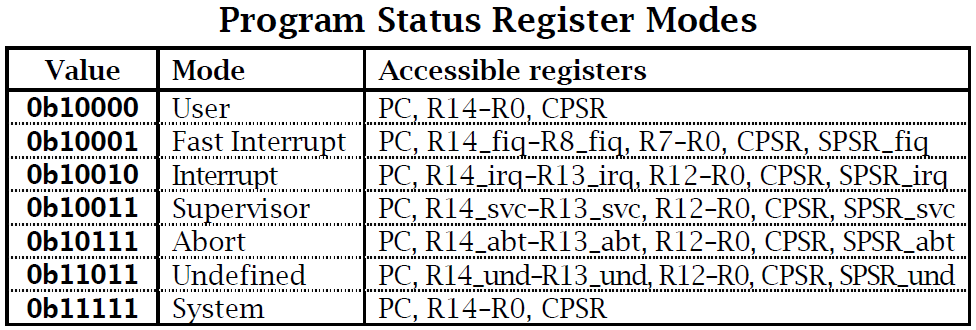 Program Status Register Modes
Value Mode Accessible registers
0b10000 User PC, R14–R0, CPSR
0b10001 Fast Interrupt PC, R14_fiq–R8_fiq, R7–R0, CPSR, SPSR_fiq
0b10010 Interrupt PC, R14_irq–R13_irq, R12–R0, CPSR, SPSR_irq
0b10011 Supervisor PC, R14_svc–R13_svc, R12–R0, CPSR, SPSR_svc
0b10111 Abort PC, R14_abt–R13_abt, R12–R0, CPSR, SPSR_abt
0b11011 Undefined PC, R14_und–R13_und, R12–R0, CPSR, SPSR_und
0b11111 System PC, R14–R0, CPSR